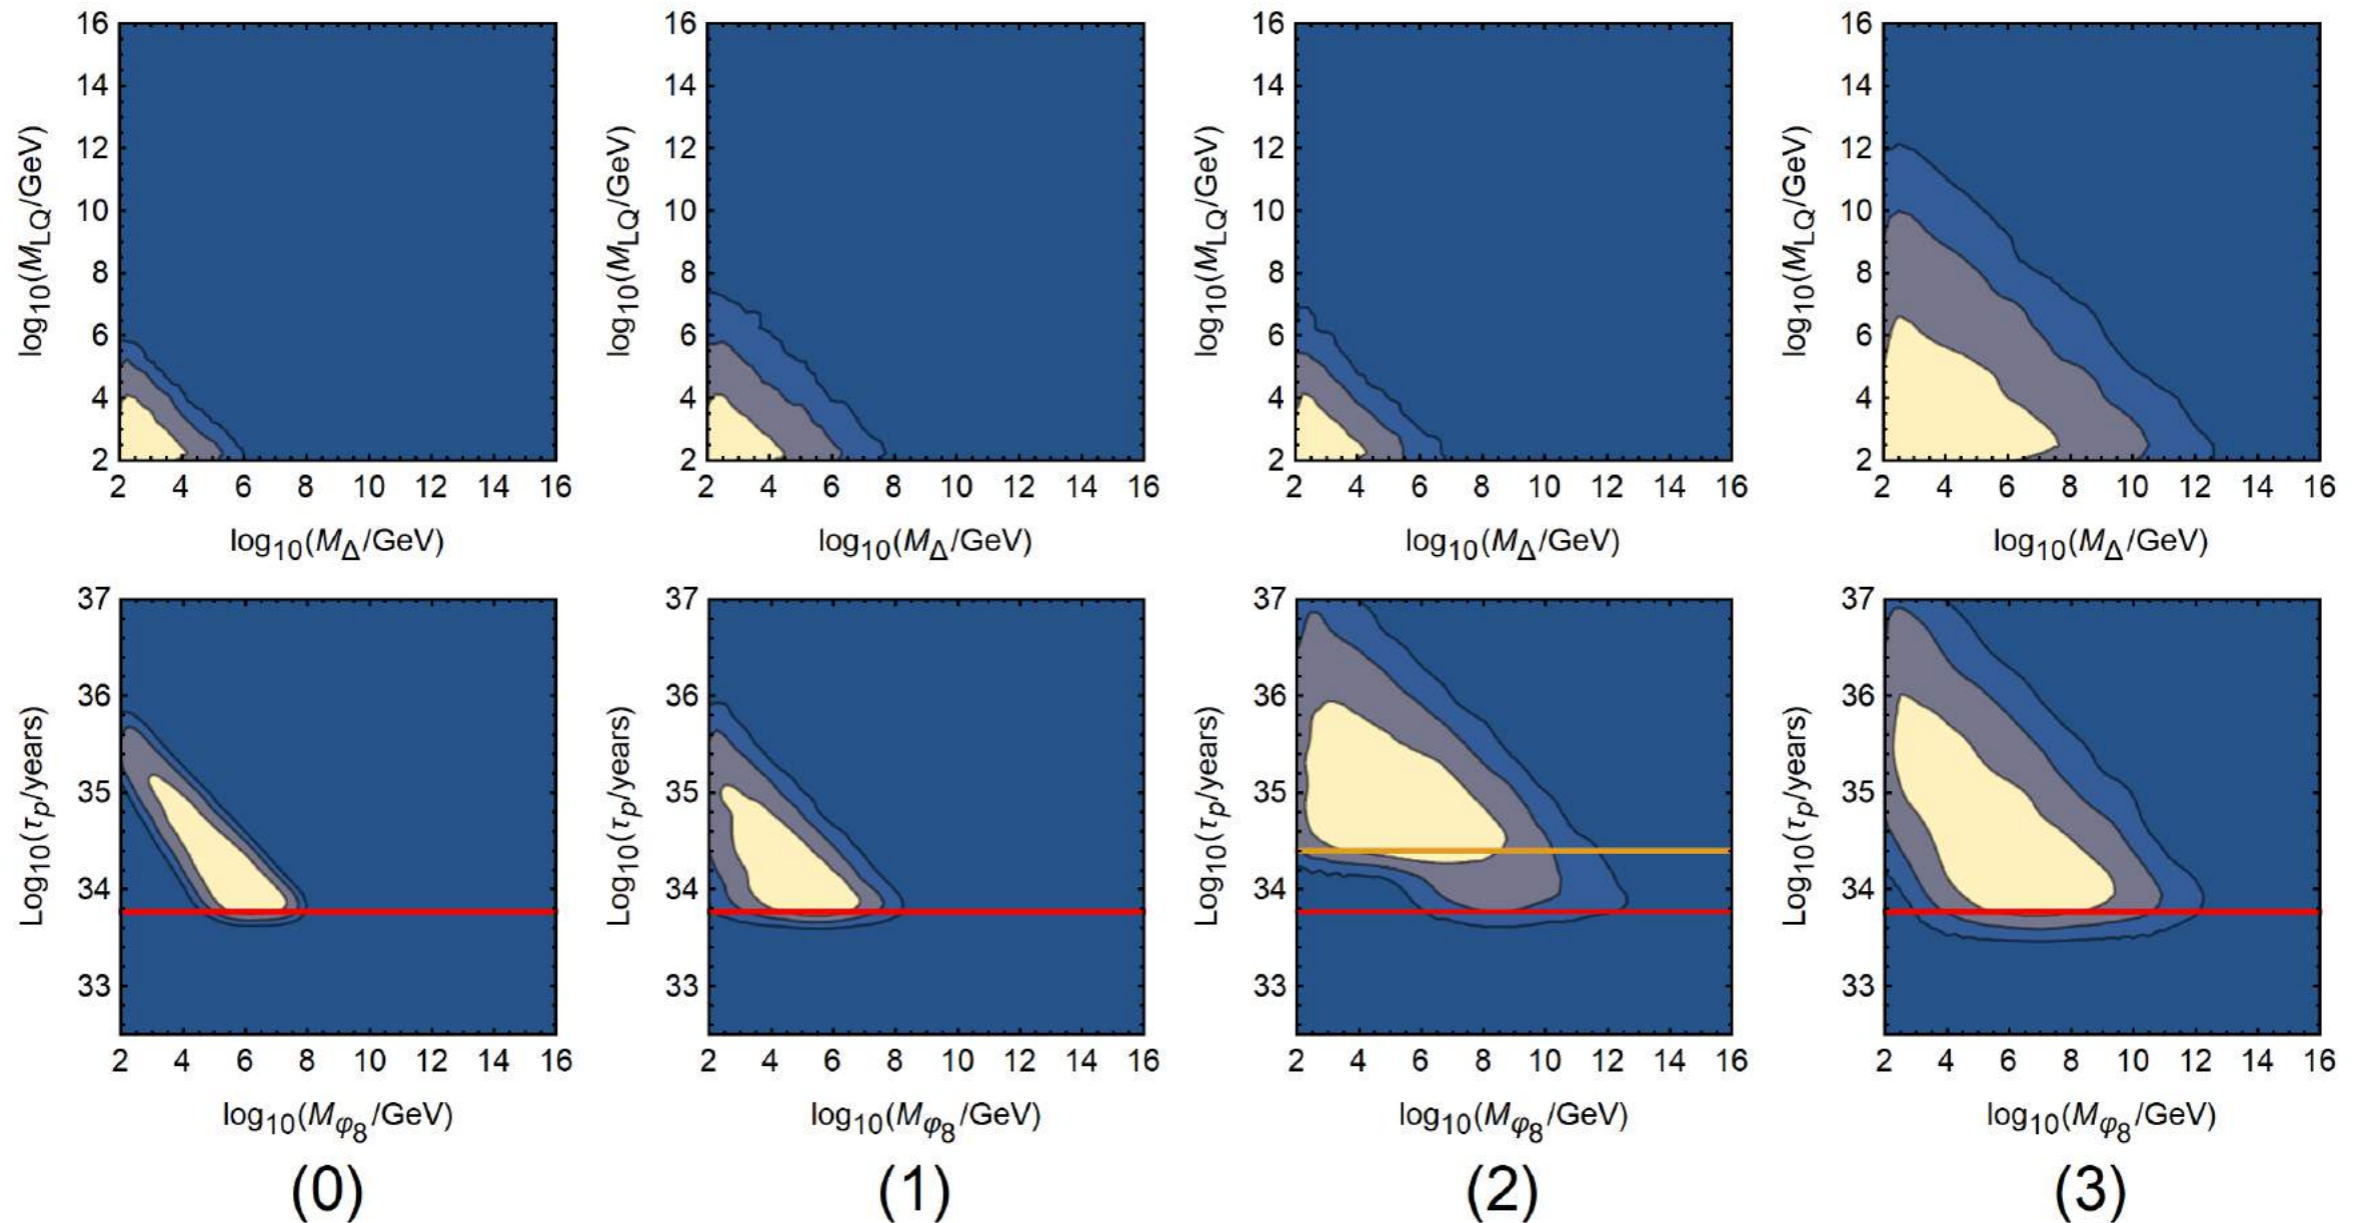 16 16 16 16
14 14 14 14
12 12 12 12
10 10 10 10
8 8 8 8
6 6 6 6
4 4 4 4
2 2 2 2
log10(MLQ/GeV) log10(MLQ/GeV) log10(MLQ/GeV) log10(MLQ/GeV)
2 4 6 8 10 12 14 16 2 4 6 8 10 12 14 16 2 4 6 8 10 12 14 16 2 4 6 8 10 12 14 16
log10(MΔ/GeV) log10(MΔ/GeV) log10(MΔ/GeV) log10(MΔ/GeV)
37 37 37 37
36 36 36 36
35 35 35 35
34 34 34 34
33 33 33 33
Log10(τp/years) Log10(τp/years) Log10(τp/years) Log10(τp/years)
2 4 6 8 10 12 14 16 2 4 6 8 10 12 14 16 2 4 6 8 10 12 14 16 2 4 6 8 10 12 14 16
log10(Mφ8/GeV) log10(Mφ8/GeV) log10(Mφ8/GeV) log10(Mφ8/GeV)
(0) (1) (2) (3)